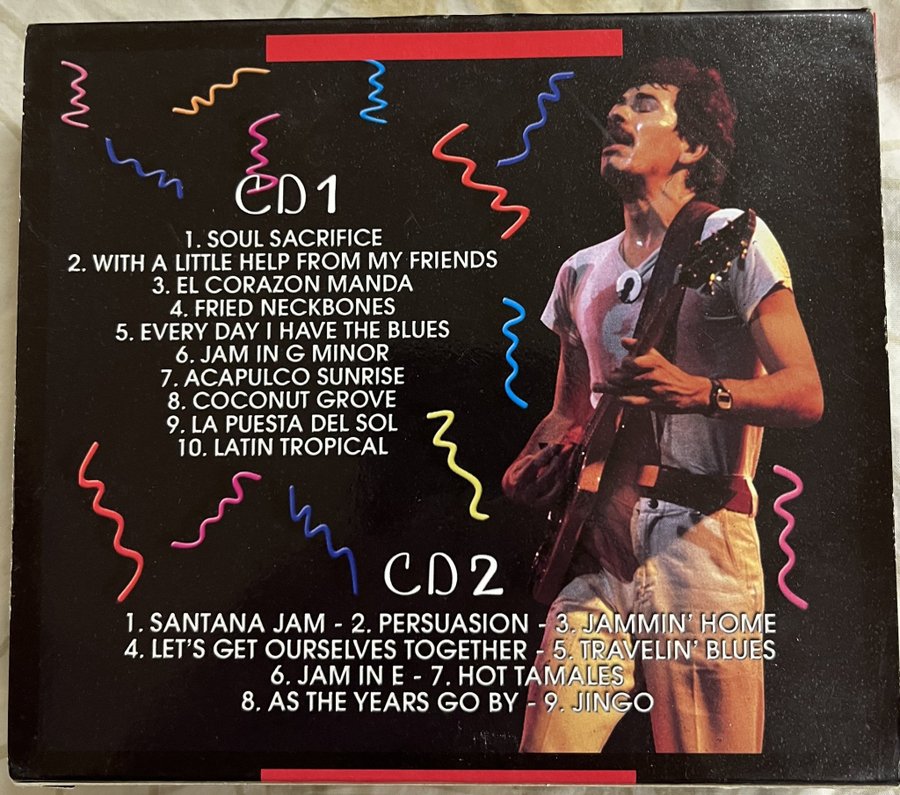 CD1
1. SOUL SACRIFICE
2. WITH A LITTLE HELP FROM MY FRIENDS
3. EL CORAZON MANDA
4. FRIED NECKBONES
5. EVERY DAY I HAVE THE BLUES
6. JAM IN G MINOR
7. ACAPULCO SUNRISE
8. COCONUT GROVE
9. LA PUESTA DEL SOL
10. LATIN TROPICAL
CD2
1. SANTANA JAM - 2. PERSUASION - 3. JAMMIN' HOME
4. LET'S GET OURSELVES TOGETHER - 5. TRAVELIN' BLUES
6. JAM IN E - 7. HOT TAMALES
8. AS THE YEARS GO BY - 9. JINGO